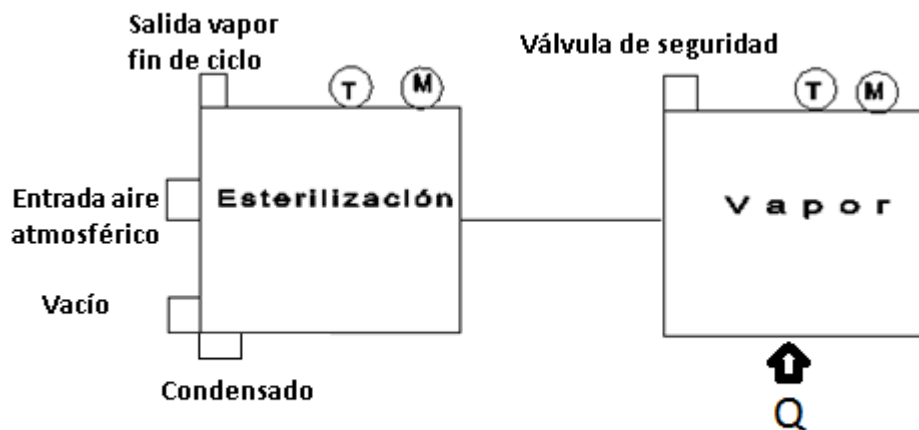 Salida vapor
fin de ciclo
Válvula de seguridad
T
M
T
M
Entrada aire
atmosférico
Esterilización
Vapor
Vacío
Condensado
Q